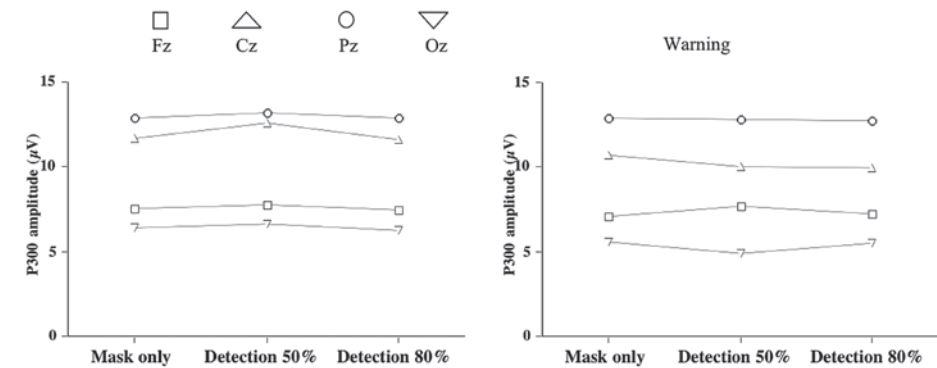 Fz Cz Pz Oz
Warning
15
10
5
0
P300 amplitude (µV)
Mask only Detection 50% Detection 80%
15
10
5
0
P300 amplitude (µV)
Mask only Detection 50% Detection 80%